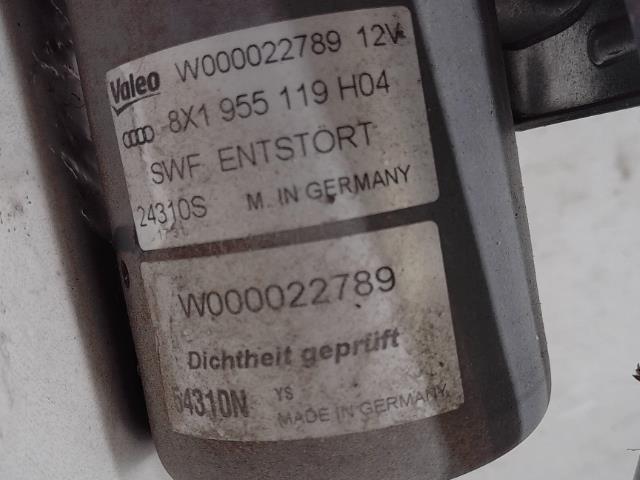 Valeo W000022789 12V
8X1 955 119 H04
SWF ENTSTÖRT
24310S M. IN GERMANY
W000022789
Dichtheit geprüft
54310N YS
MADE IN GERMANY